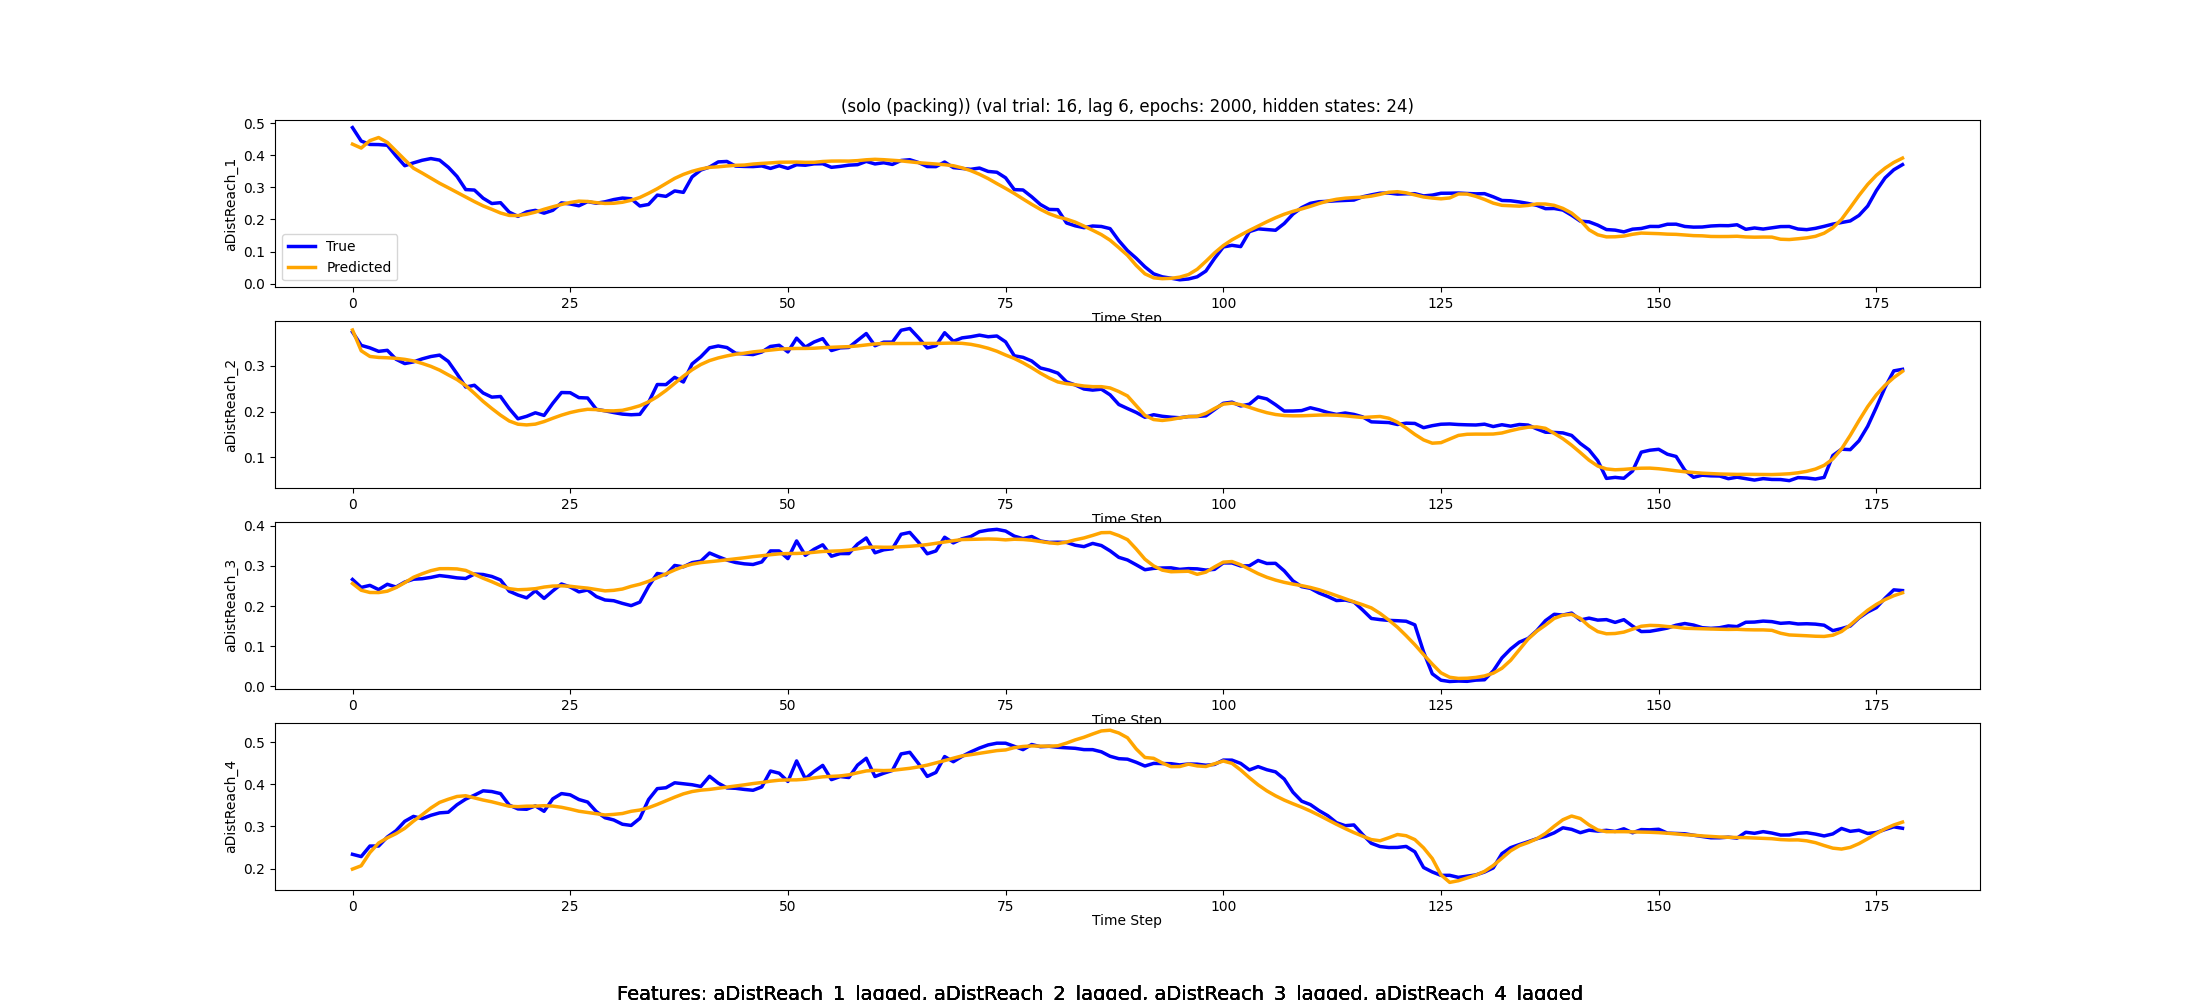 (solo (packing)) (val trial: 16, lag 6, epochs: 2000, hidden states: 24)
0.5
0.4
0.3
0.2
0.1
0.0
aDistReach_1
True
Predicted
0 25 50 75 100 125 150 175
Time Step
0.3
0.2
0.1
aDistReach_2
0 25 50 75 100 125 150 175
Time Step
0.4
0.3
0.2
0.1
0.0
aDistReach_3
0 25 50 75 100 125 150 175
Time Step
0.5
0.4
0.3
0.2
aDistReach_4
0 25 50 75 100 125 150 175
Time Step
Features: aDistReach_1_lagged, aDistReach_2_lagged, aDistReach_3_lagged, aDistReach_4_lagged